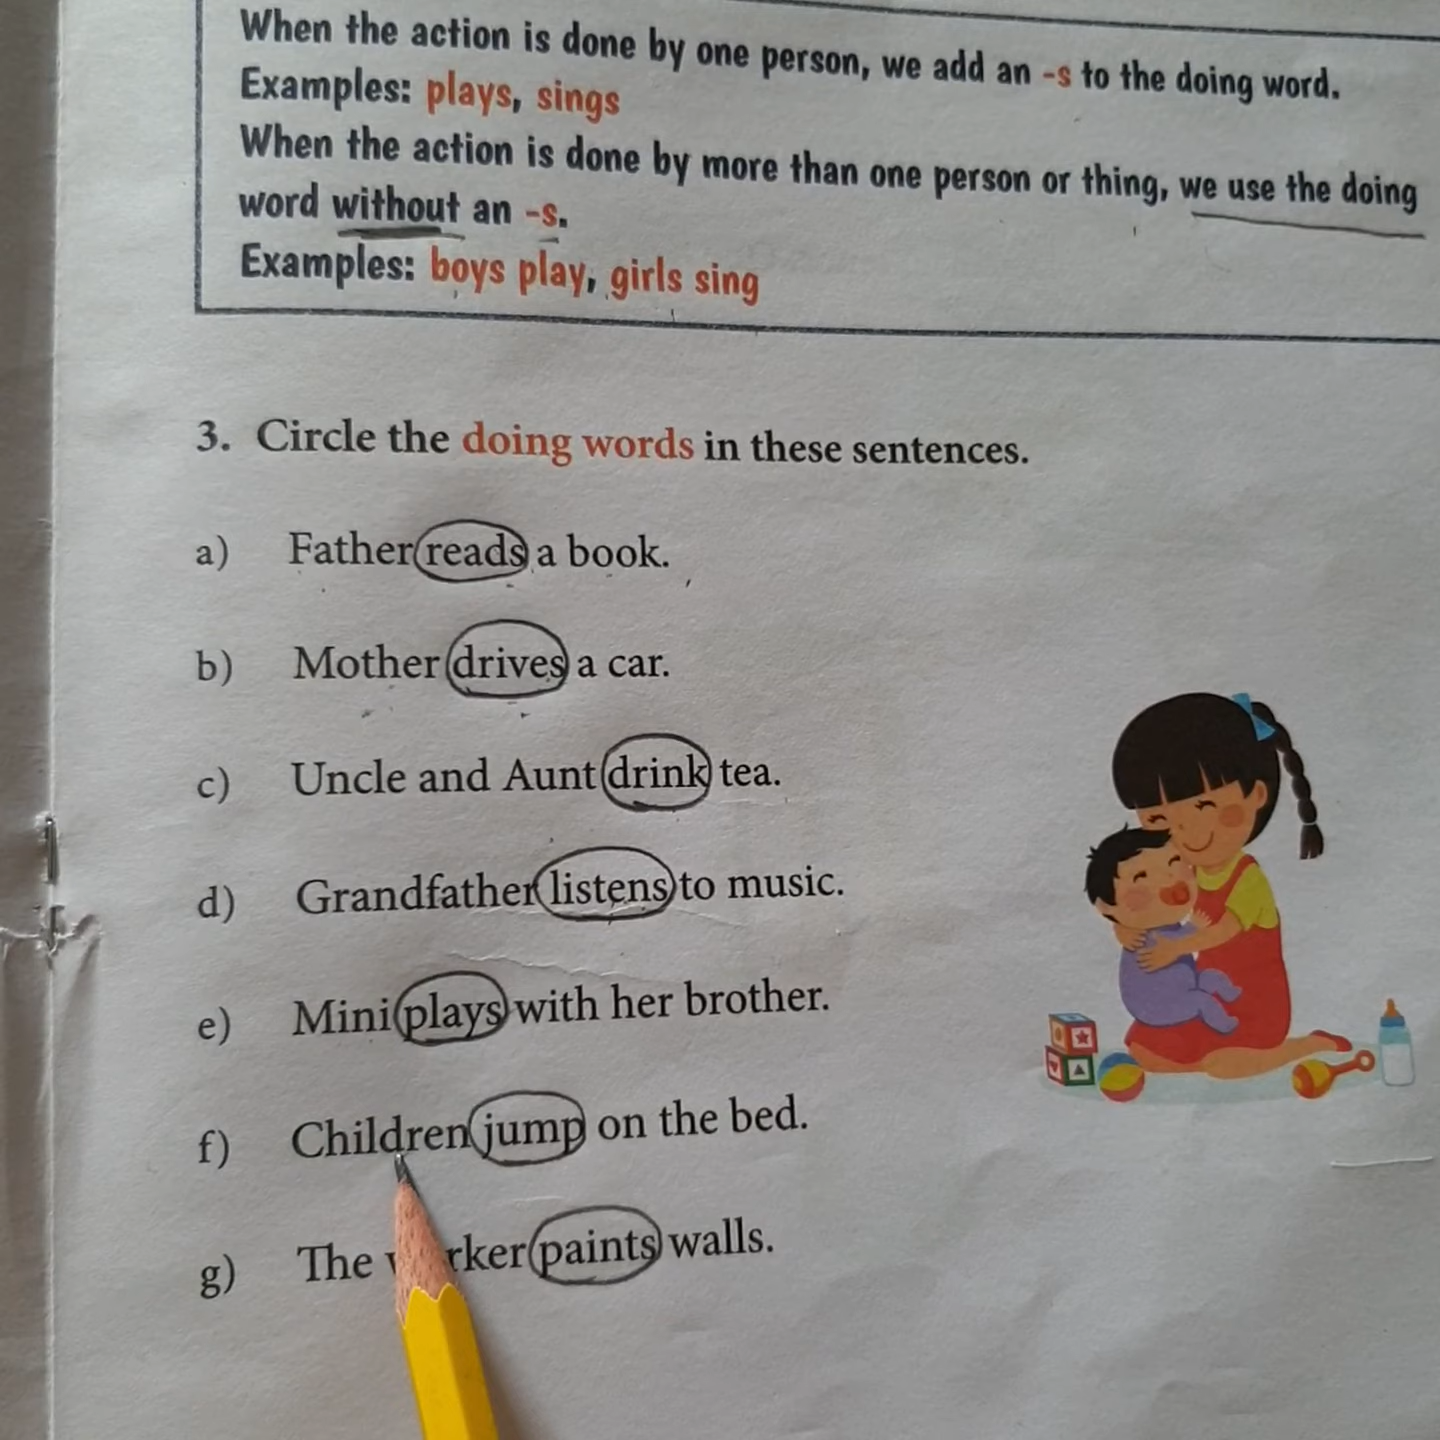 When the action is done by one person, we add an -s to the doing word.
Examples: plays, sings
When the action is done by more than one person or thing, we use the doing
word without an -s.
Examples: boys play, girls sing
3. Circle the doing words in these sentences.
a) Father reads a book.
b) Mother drives a car.
c) Uncle and Aunt drink tea.
d) Grandfather listens to music.
e) Mini plays with her brother.
f) Children jump on the bed.
g) The paints walls.